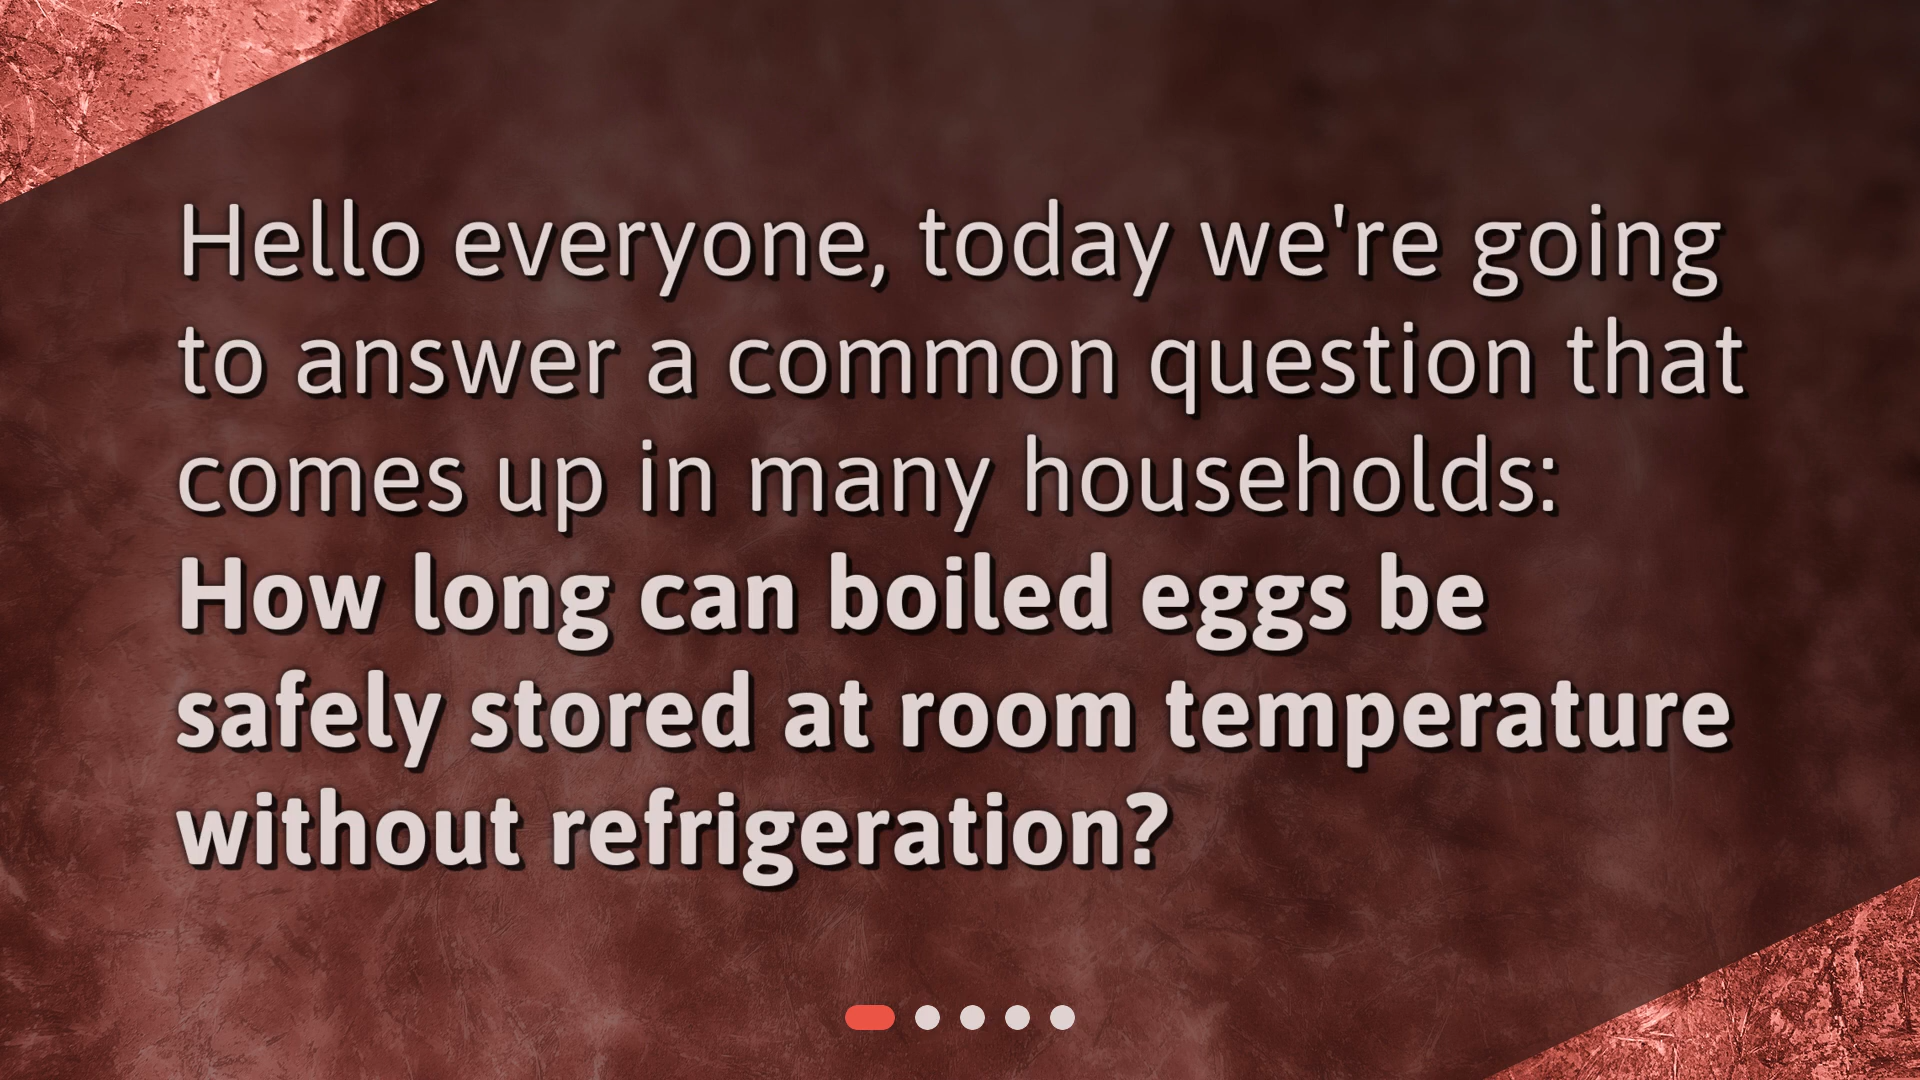 Hello everyone, today we're going
to answer a common question that
comes up in many households:
How long can boiled eggs be
safely stored at room temperature
without refrigeration?